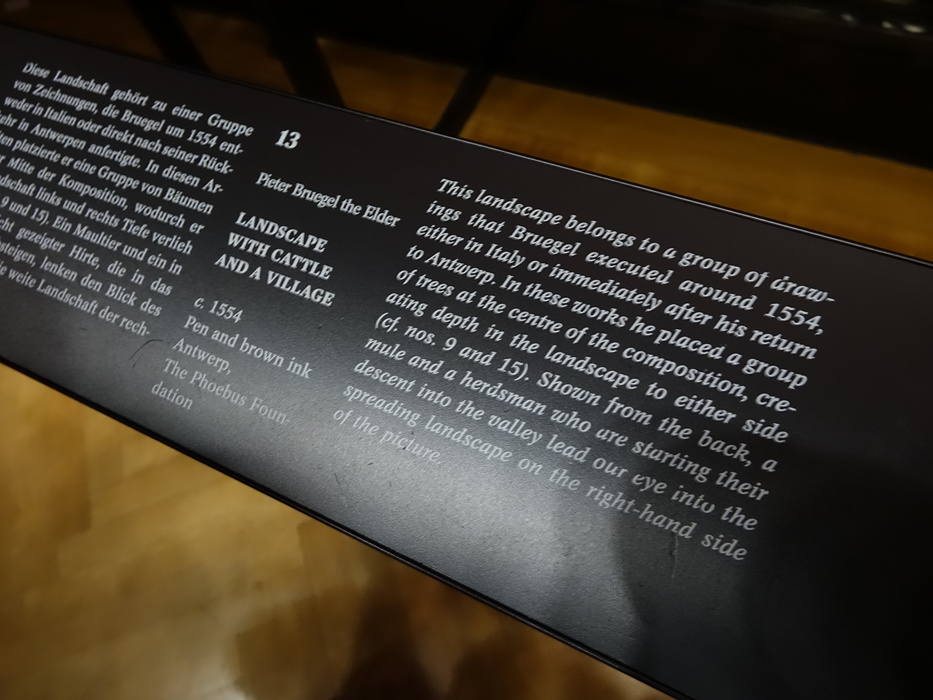 Diese Landschaft gehört zu einer Gruppe
von Zeichnungen, die Bruegel um 1554 ent-
weder in Italien oder direkt nach seiner Rück-
kehr in Antwerpen anfertigte. In diesen Ar-
platzierte er eine Gruppe von Bäumen
Mitte der Komposition, wodurch er
links und rechts Tiefe verlieh
9 und 15). Ein Maultier und ein in
gezeigter Hirte, die in das
lenken den Blick des
weite Landschaft der rech-
13
Pieter Bruegel the Elder
LANDSCAPE
WITH CATTLE
AND A VILLAGE
c. 1554
Pen and brown ink
Antwerp,
The Phoebus Foun-
dation
This landscape belongs to a group of draw-
ings that Bruegel executed around 1554,
either in Italy or immediately after his return
to Antwerp. In these works he placed a group
of trees at the centre of the composition, cre-
ating depth in the landscape to either side
(cf. nos. 9 and 15). Shown from the back, a
mule and a herdsman who are starting their
descent into the valley lead our eye into the
spreading landscape on the right-hand side
of the picture.